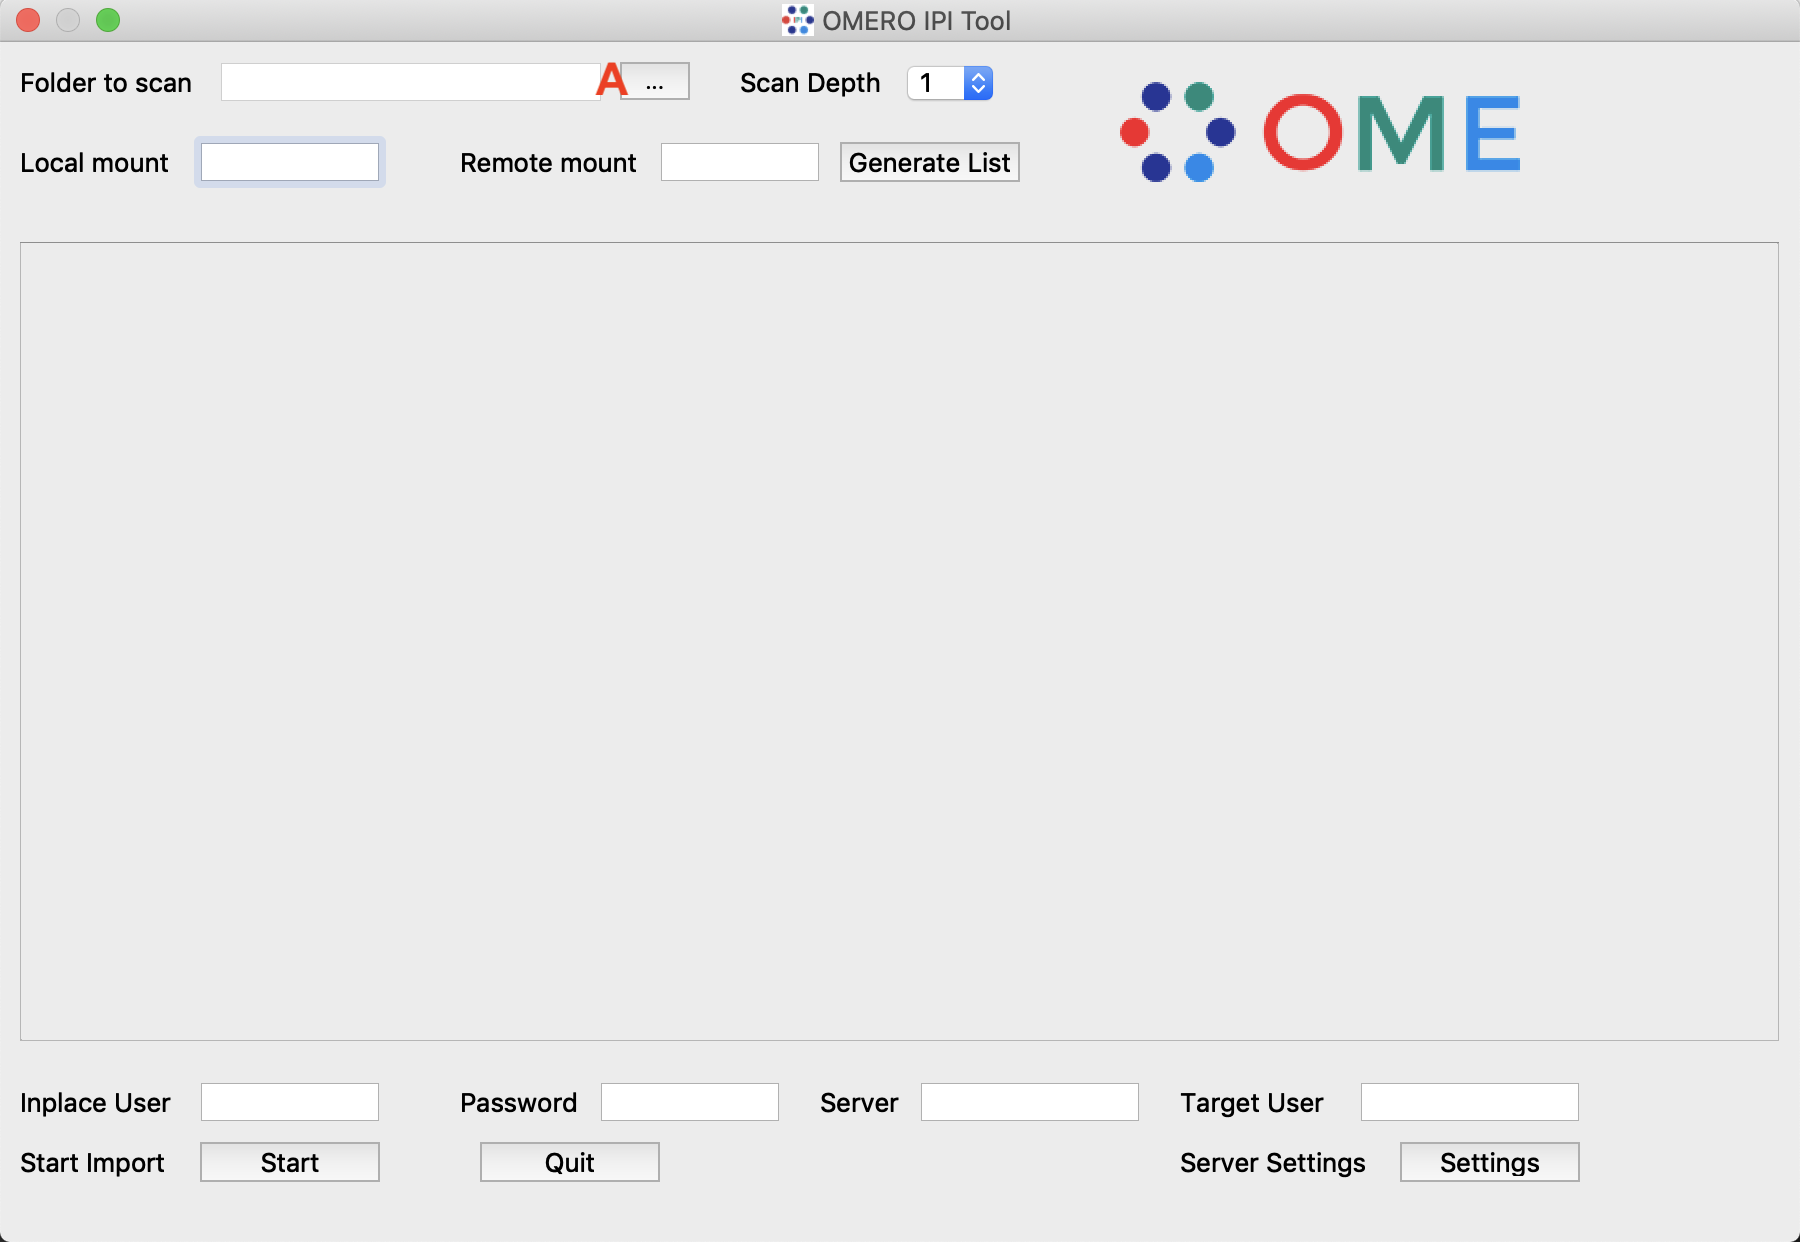 OMERO IPI Tool
Folder to scan A ... Scan Depth 1
Local mount Remote mount Generate List
OME
Inplace User Password Server Target User
Start Import Start Quit Server Settings Settings